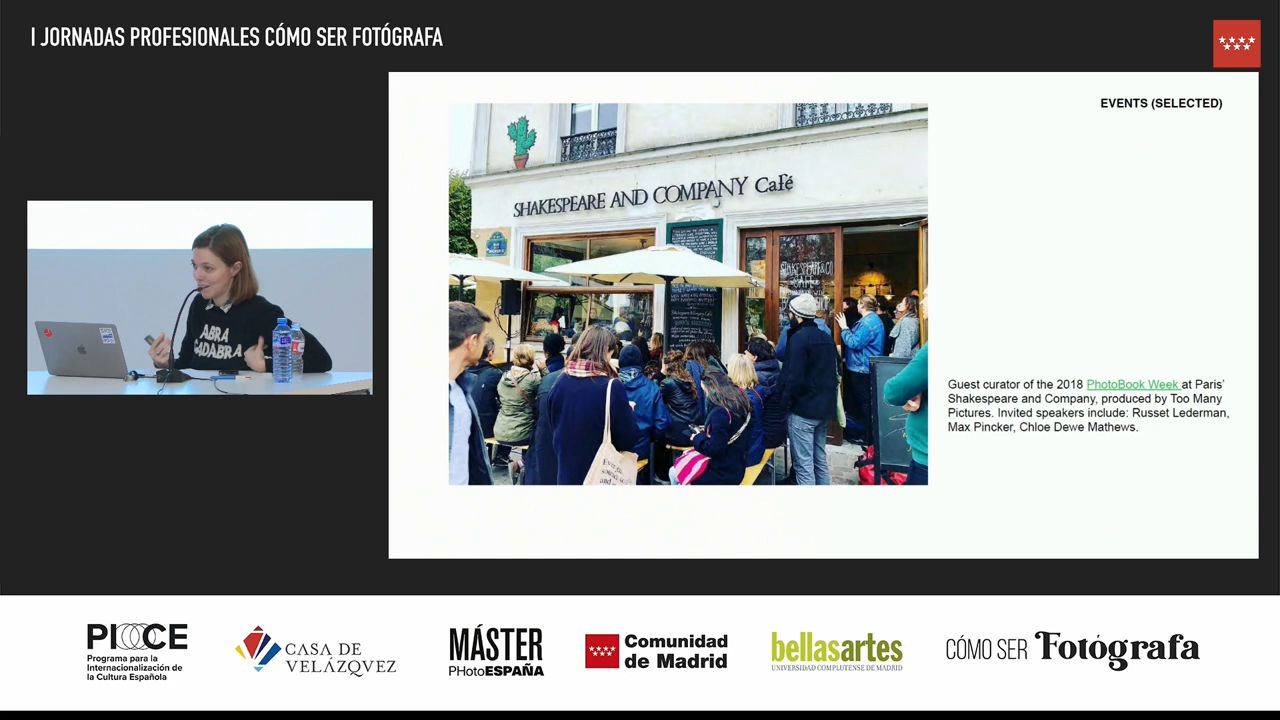 I JORNADAS PROFESIONALES CÓMO SER FOTÓGRAFA
EVENTS (SELECTED)
SHAKESPEARE AND COMPANY Café
SHAKESPEARE & CO
CAFÉ
ABRA
CADABRA
Guest curator of the 2018 PhotoBook Week at Paris’
Shakespeare and Company, produced by Too Many
Pictures. Invited speakers include: Russet Lederman,
Max Pincker, Chloe Dewe Mathews.
PICE
Programa para la
Internacionalización de
la Cultura Española
CASA DE
VELÁZQVEZ
MÁSTER
PHotoESPAÑA
Comunidad
de Madrid
bellasartes
UNIVERSIDAD COMPLUTENSE DE MADRID
CÓMO SER Fotógrafa